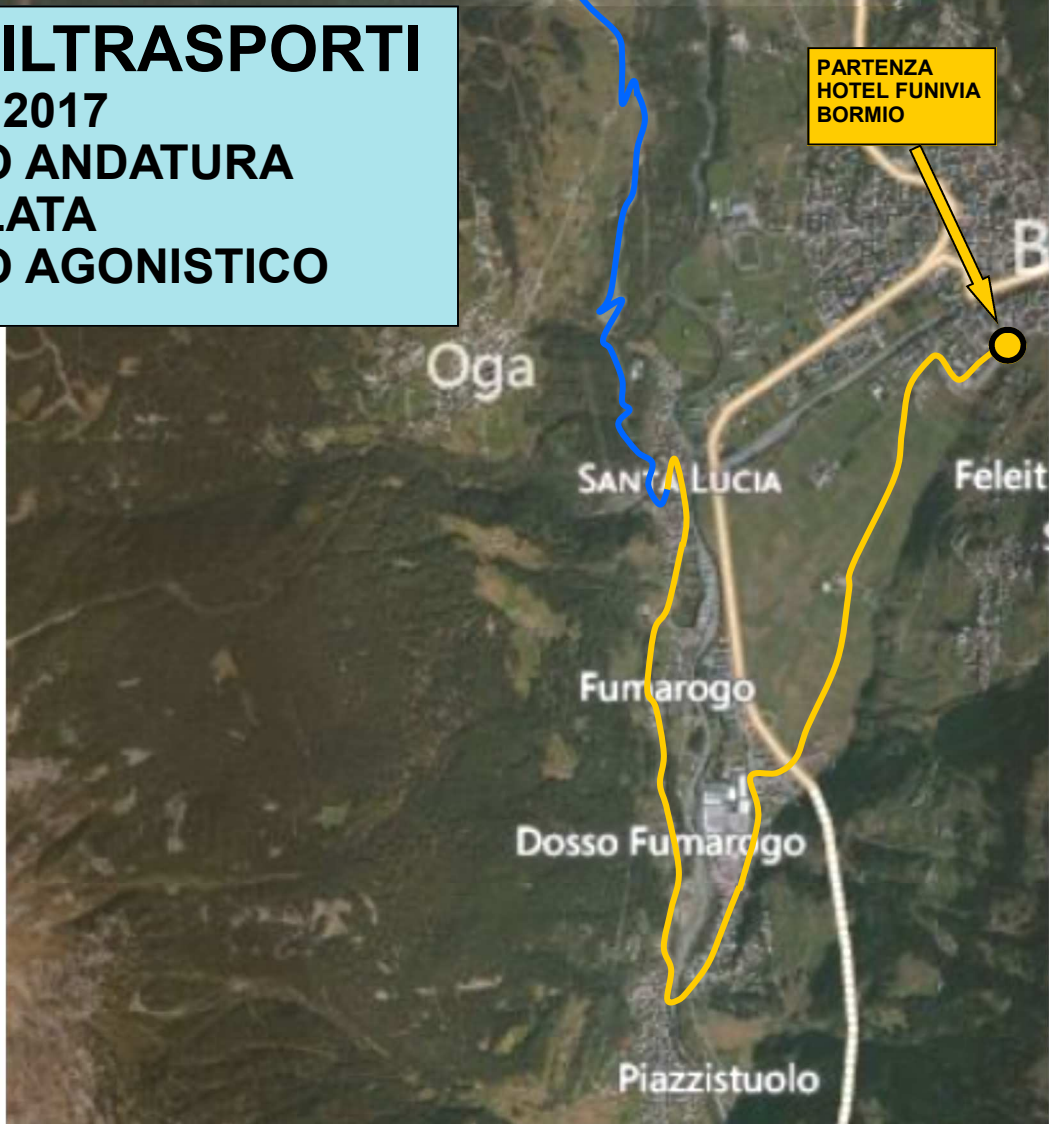 ILTRASPORTI
2017
O ANDATURA
LATA
O AGONISTICO
PARTENZA
HOTEL FUNIVIA
BORMIO
B
Oga
SANTA LUCIA
Feleit
S
Fumarogo
Dosso Fumarogo
Piazzistuolo